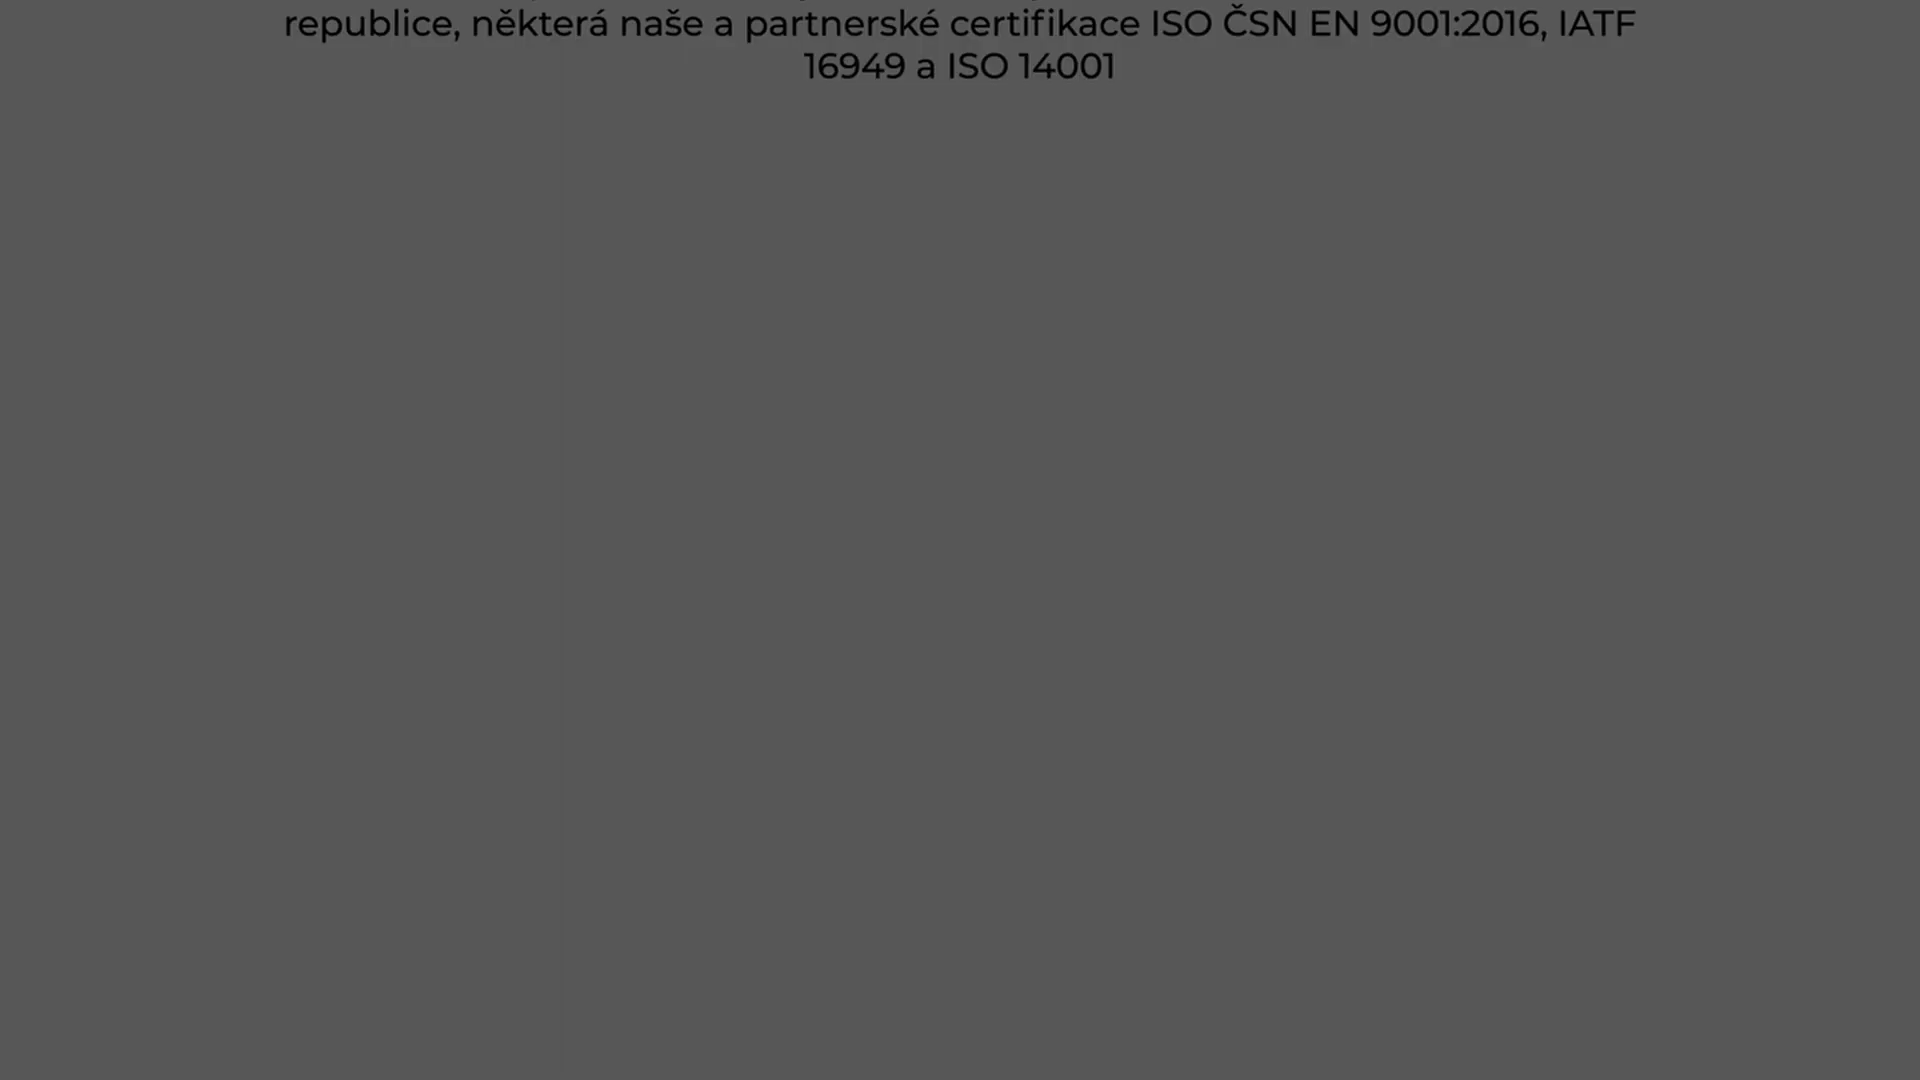 republice, některá naše a partnerské certifikace ISO ČSN EN 9001:2016, IATF
16949 a ISO 14001